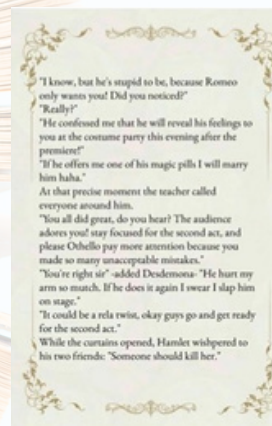 "I know, but he's stupid to be, because Romeo
only wants you! Did you noticed?"
"Really?"
"He confessed me that he will reveal his feelings to
you at the costume party this evening after the
premiere!"
"If he offers me one of his magic pills I will marry
him haha."
At that precise moment the teacher called
everyone around him.
"You all did great, do you hear? The audience
adores you! stay focused for the second act, and
please Othello pay more attention because you
made so many unacceptable mistakes."
"You're right sir" -added Desdemona- "He hurt my
arm so mutch. If he does it again I swear I slap him
on stage."
"It could be a rela twist, okay guys go and get ready
for the second act."
While the curtains opened, Hamlet wishpered to
his two friends: "Someone should kill her."